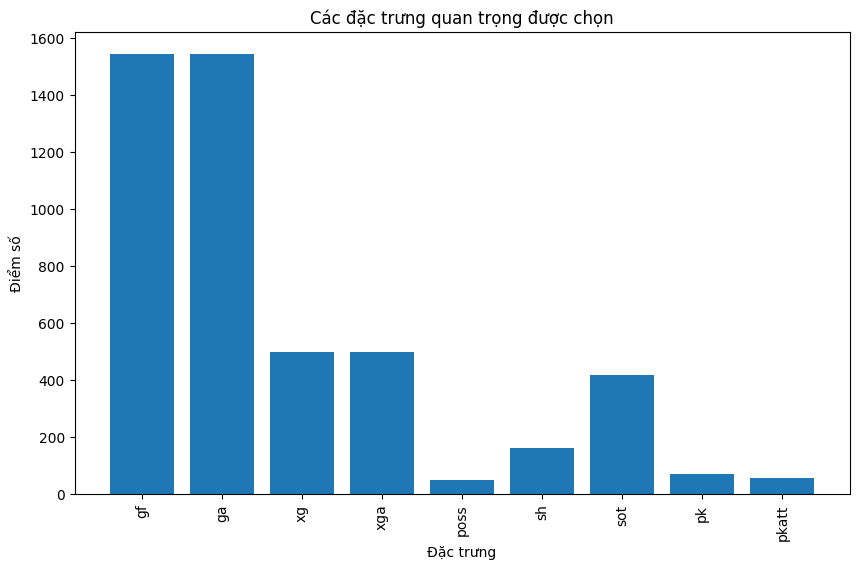 Các đặc trưng quan trọng được chọn
1600
1400
1200
1000
800
600
400
200
0
Điểm số
gf
ga
xg
xga
poss
sh
sot
pk
pkatt
Đặc trưng